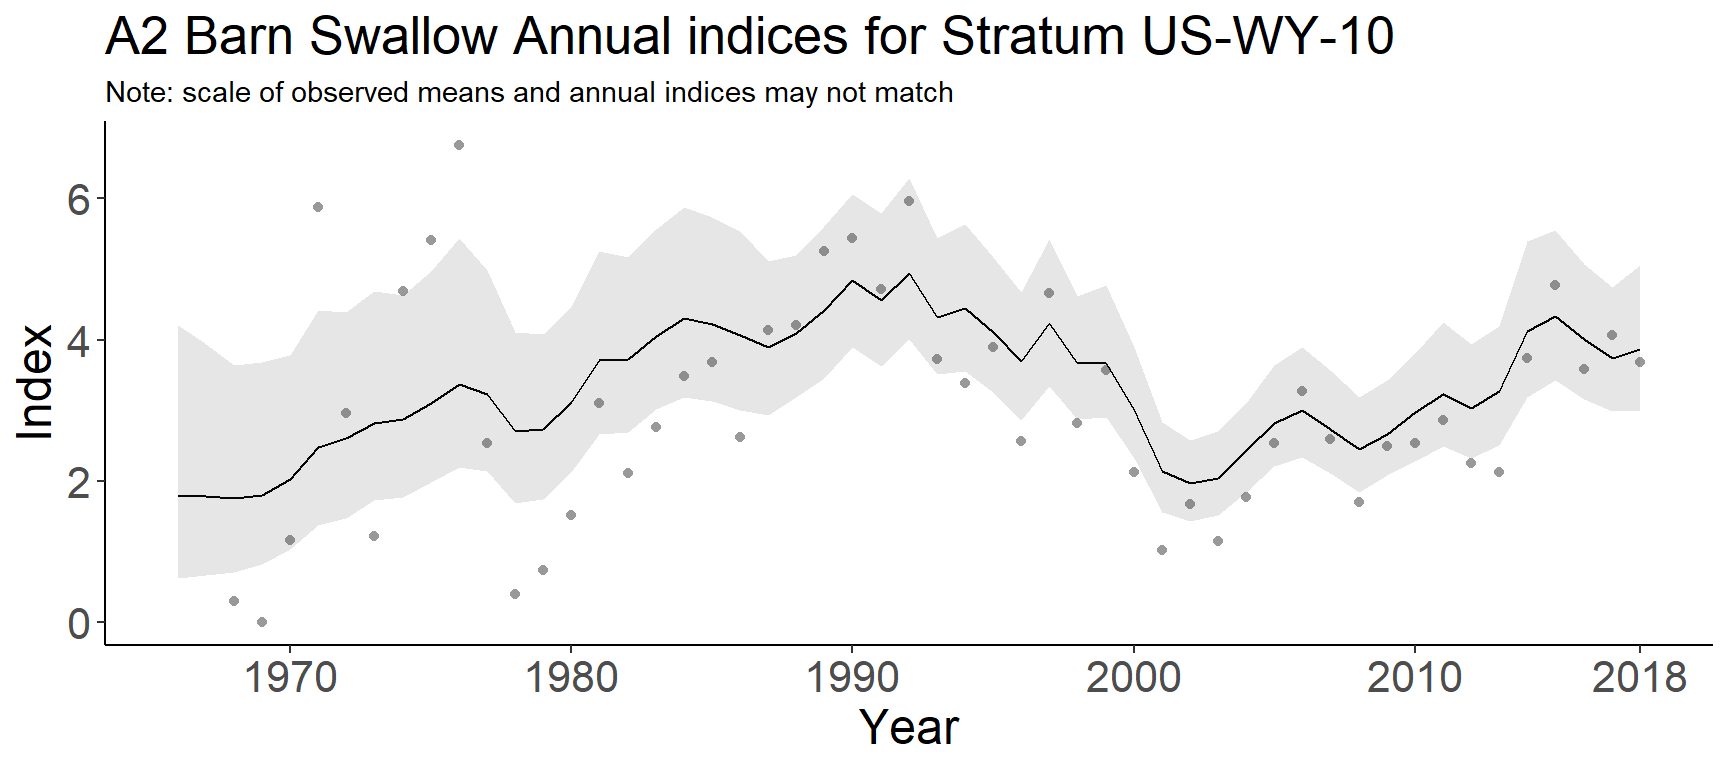 A2 Barn Swallow Annual indices for Stratum US-WY-10
Note: scale of observed means and annual indices may not match
Index
6
4
2
0
1970 1980 1990 2000 2010 2018
Year